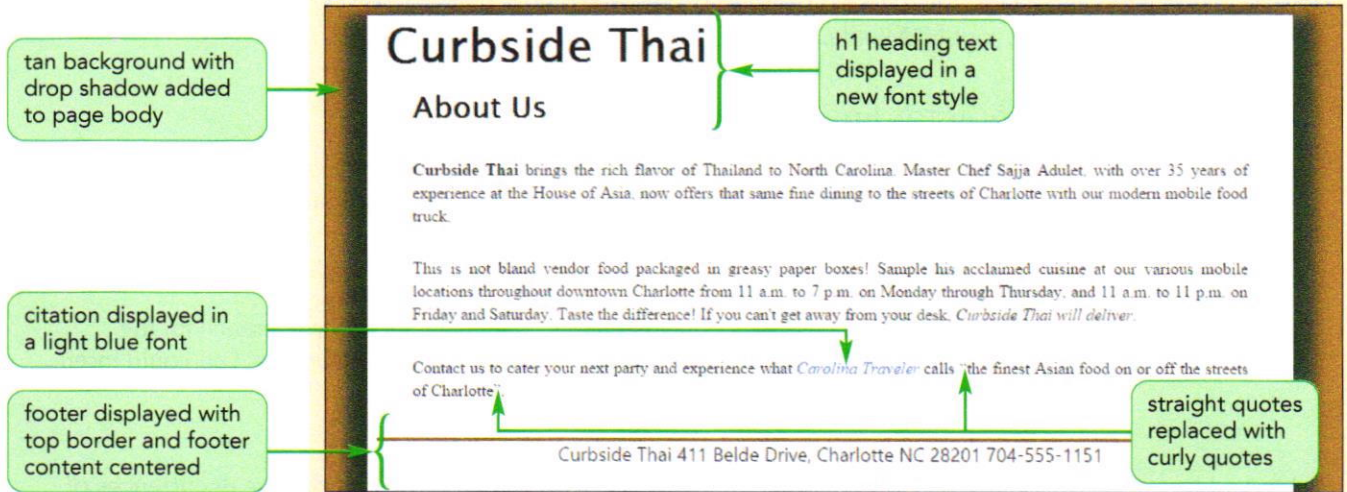 Curbside Thai
About Us
tan background with
drop shadow added
to page body
h1 heading text
displayed in a
new font style
Curbside Thai brings the rich flavor of Thailand to North Carolina. Master Chef Sajja Adulet, with over 35 years of
experience at the House of Asia, now offers that same fine dining to the streets of Charlotte with our modern mobile food
truck.
This is not bland vendor food packaged in greasy paper boxes! Sample his acclaimed cuisine at our various mobile
locations throughout downtown Charlotte from 11 a.m. to 7 p.m. on Monday through Thursday, and 11 a.m. to 11 p.m. on
Friday and Saturday. Taste the difference! If you can't get away from your desk, Curbside Thai will deliver.
citation displayed in
a light blue font
Contact us to cater your next party and experience what Carolina Traveler calls “the finest Asian food on or off the streets
of Charlotte”.
straight quotes
replaced with
curly quotes
footer displayed with
top border and footer
content centered
Curbside Thai 411 Belde Drive, Charlotte NC 28201 704-555-1151